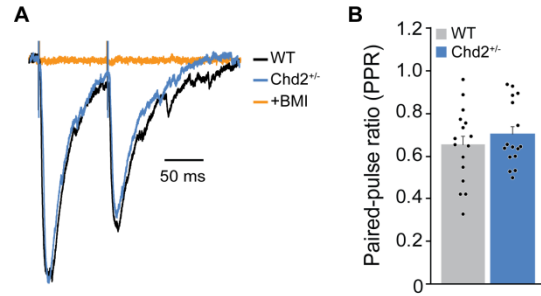 A
WT
Chd2+/-
+BMI
50 ms
B
WT
Chd2+/-
Paired-pulse ratio (PPR)
1.2
1.0
0.8
0.6
0.4
0.2
0